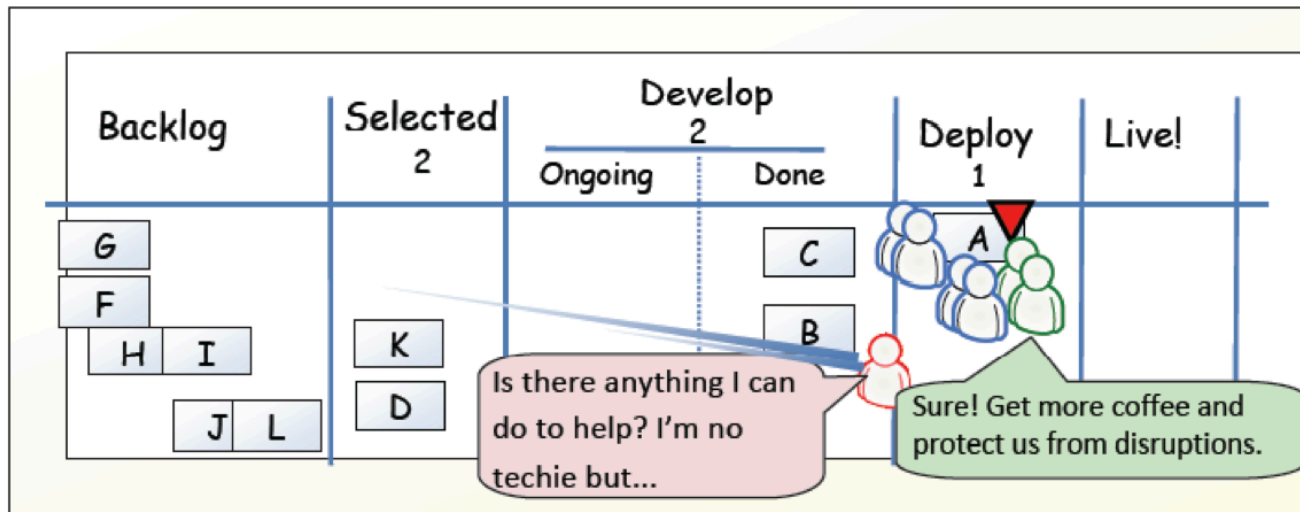 Backlog
Selected
2
Develop
2
Ongoing
Done
Deploy
1
Live!
G
F
H I
J L
K
D
C
B
A
Is there anything I can
do to help? I'm no
techie but...
Sure! Get more coffee and
protect us from disruptions.